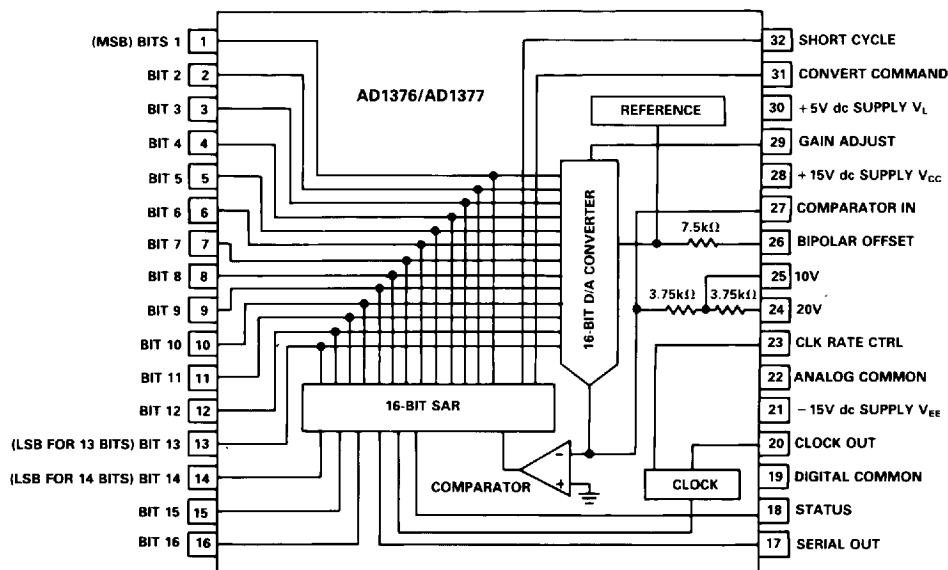 (MSB) BITS 1 1
BIT 2 2
BIT 3 3
BIT 4 4
BIT 5 5
BIT 6 6
BIT 7 7
BIT 8 8
BIT 9 9
BIT 10 10
BIT 11 11
BIT 12 12
(LSB FOR 13 BITS) BIT 13 13
(LSB FOR 14 BITS) BIT 14 14
BIT 15 15
BIT 16 16
AD1376/AD1377
REFERENCE
16-BIT D/A CONVERTER
7.5kΩ
3.75kΩ 3.75kΩ
16-BIT SAR
−
+
COMPARATOR
CLOCK
32 SHORT CYCLE
31 CONVERT COMMAND
30 +5V dc SUPPLY VL
29 GAIN ADJUST
28 +15V dc SUPPLY VCC
27 COMPARATOR IN
26 BIPOLAR OFFSET
25 10V
24 20V
23 CLK RATE CTRL
22 ANALOG COMMON
21 −15V dc SUPPLY VEE
20 CLOCK OUT
19 DIGITAL COMMON
18 STATUS
17 SERIAL OUT